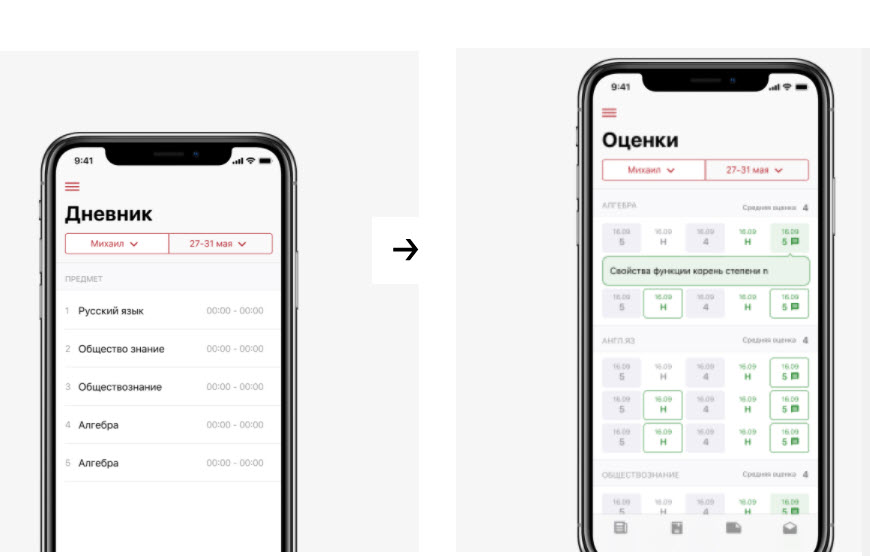 9:41
Дневник
Михаил
27-31 мая
ПРЕДМЕТ
1 Русский язык 00:00 - 00:00
2 Общество знание 00:00 - 00:00
3 Обществознание 00:00 - 00:00
4 Алгебра 00:00 - 00:00
5 Алгебра 00:00 - 00:00
9:41
Оценки
Михаил
27-31 мая
АЛГЕБРА Средняя оценка 4
16.09 16.09 16.09 16.09 16.09
5 Н 4 Н 5
Свойства функции корень степени n
16.09 16.09 16.09 16.09 16.09
5 Н 4 Н 5
АНГЛ.ЯЗ Средняя оценка 4
16.09 16.09 16.09 16.09 16.09
5 Н 4 Н 5
16.09 16.09 16.09 16.09 16.09
5 Н 4 Н 5
16.09 16.09 16.09 16.09 16.09
5 Н 4 Н 5
ОБЩЕСТВОЗНАНИЕ Средняя оценка 4
16.09 16.09 16.09 16.09 16.09
5 Н 4 Н 5